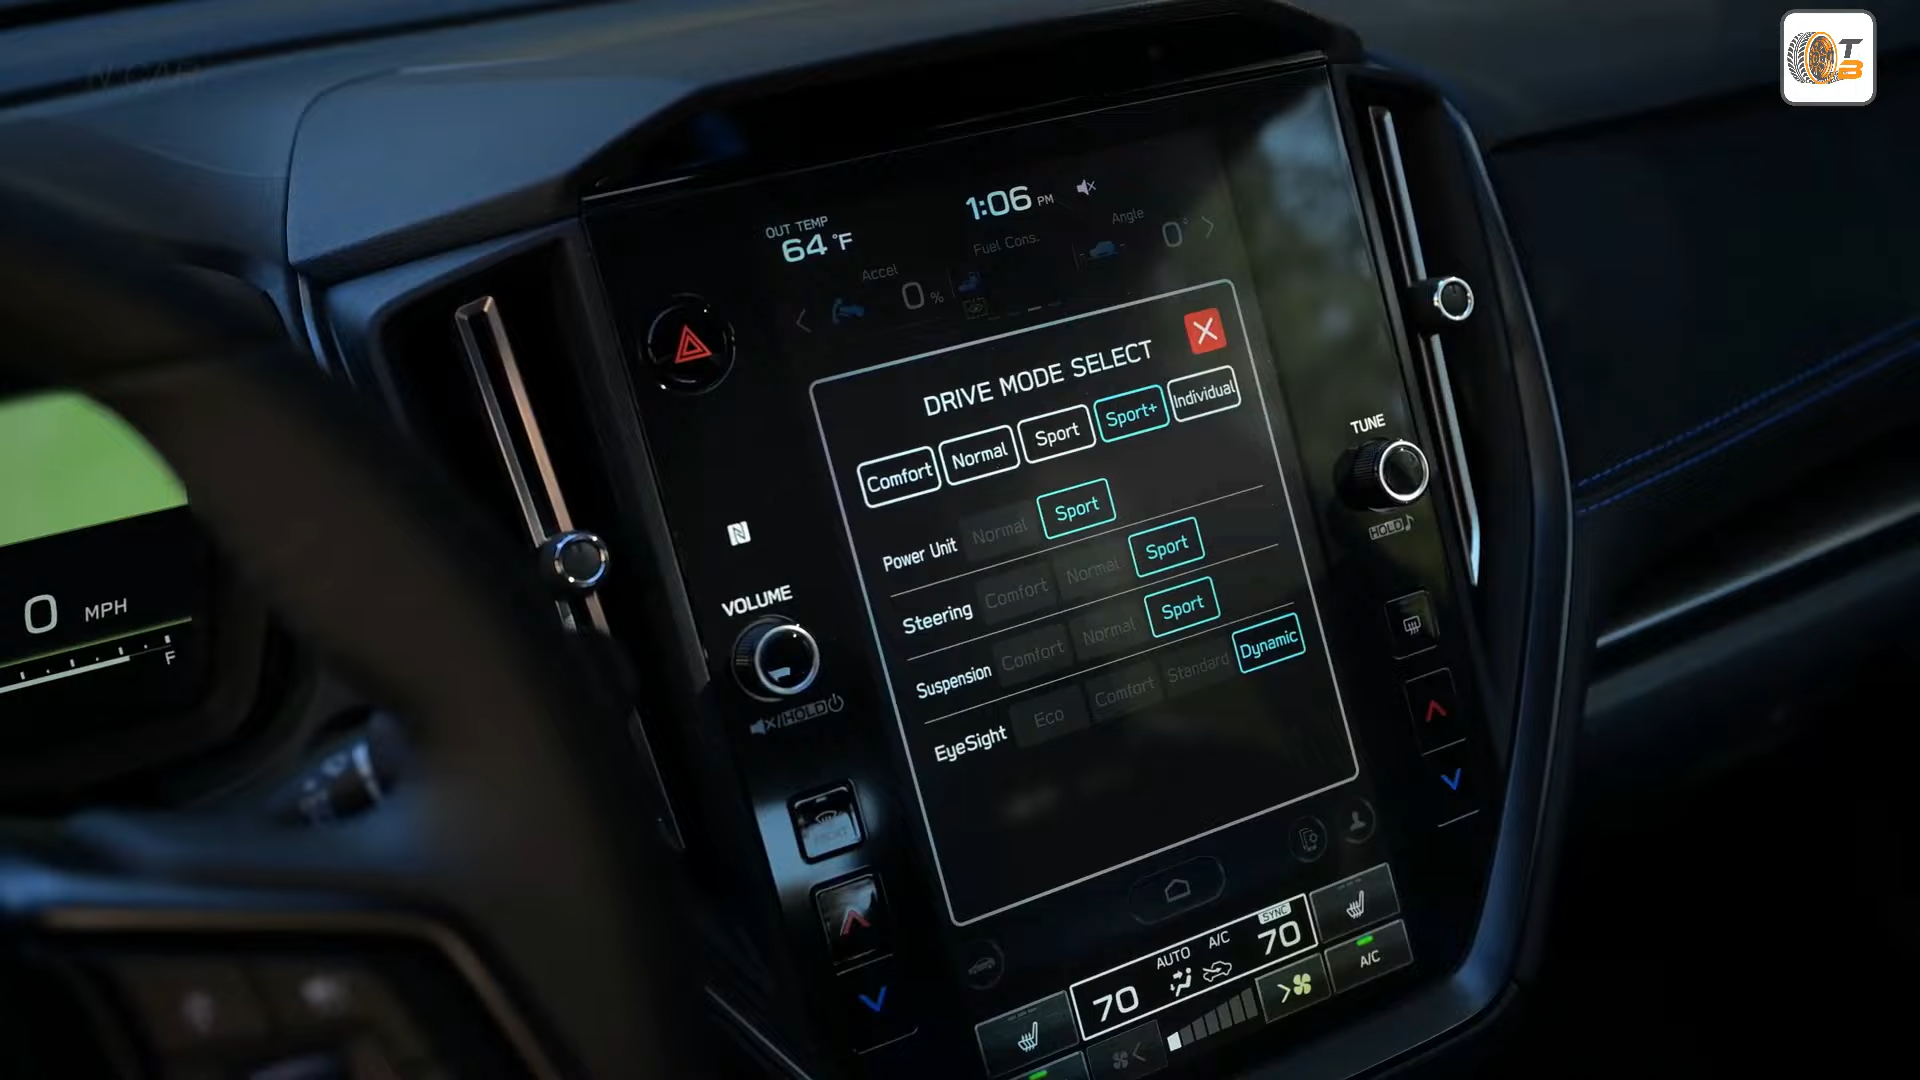 TB
OUT TEMP
64 °F
1:06 PM
Accel
0 %
Fuel Cons.
Angle
0°
DRIVE MODE SELECT
Comfort Normal Sport Sport+ Individual
Power Unit Normal Sport
Steering Comfort Normal Sport
Suspension Comfort Normal Sport
EyeSight Eco Comfort Standard Dynamic
VOLUME
HOLD
TUNE
HOLD
0 MPH
F
AUTO A/C SYNC
70 70
A/C